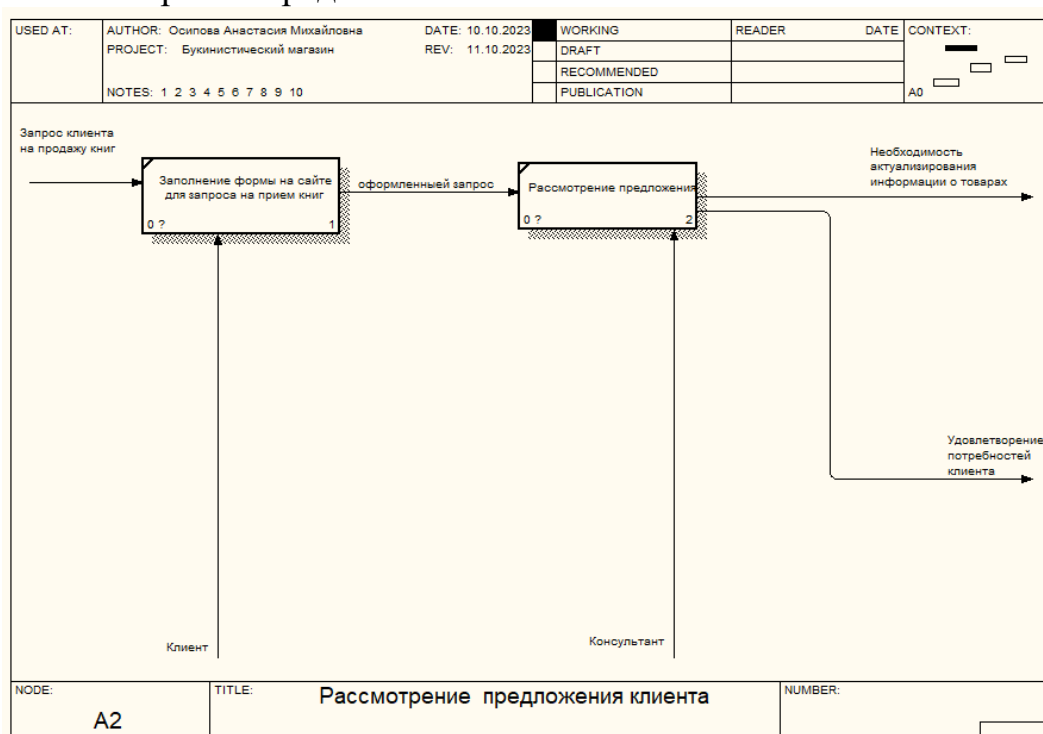 USED AT:
AUTHOR: Осипова Анастасия Михайловна
DATE: 10.10.2023
PROJECT: Букинистический магазин
REV: 11.10.2023
NOTES: 1 2 3 4 5 6 7 8 9 10
WORKING
DRAFT
RECOMMENDED
PUBLICATION
READER DATE
CONTEXT:
A0
Запрос клиента
на продажу книг
Заполнение формы на сайте
для запроса на прием книг
0 ? 1
оформленныей запрос
Рассмотрение предложения
0 ? 2
Необходимость
актуализирования
информации о товарах
Удовлетворение
потребностей
клиента
Клиент
Консультант
NODE:
A2
TITLE:
Рассмотрение предложения клиента
NUMBER: